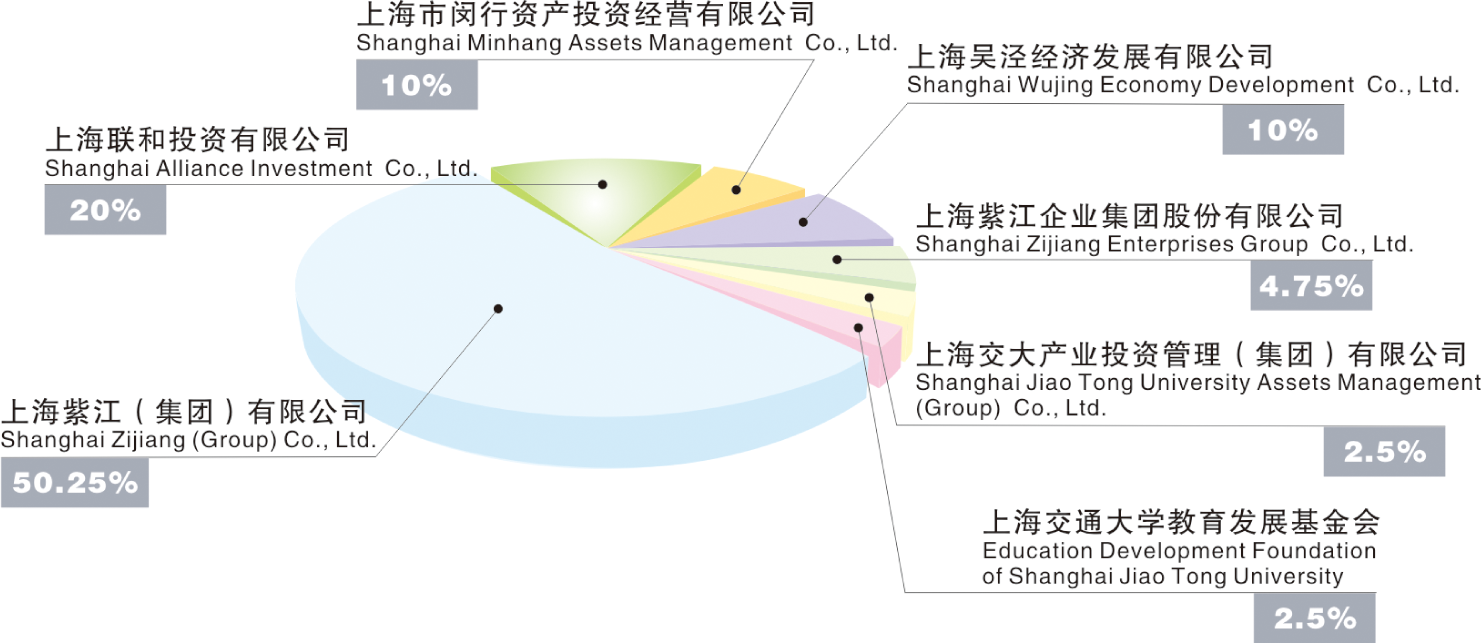 上海市闵行资产投资经营有限公司
Shanghai Minhang Assets Management Co., Ltd.
10%
上海吴泾经济发展有限公司
Shanghai Wujing Economy Development Co., Ltd.
10%
上海联和投资有限公司
Shanghai Alliance Investment Co., Ltd.
20%
上海紫江企业集团股份有限公司
Shanghai Zijiang Enterprises Group Co., Ltd.
4.75%
上海交大产业投资管理（集团）有限公司
Shanghai Jiao Tong University Assets Management
(Group) Co., Ltd.
2.5%
上海紫江（集团）有限公司
Shanghai Zijiang (Group) Co., Ltd.
50.25%
上海交通大学教育发展基金会
Education Development Foundation
of Shanghai Jiao Tong University
2.5%